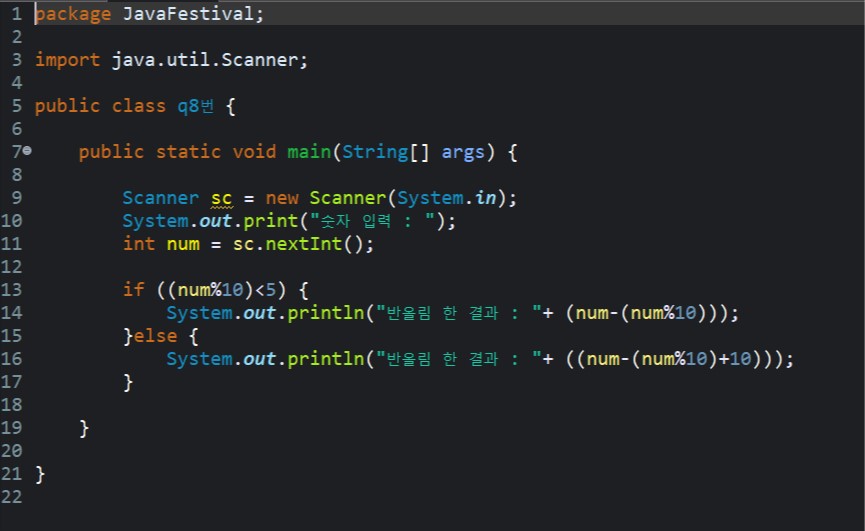 1 package JavaFestival;
2
3 import java.util.Scanner;
4
5 public class q8번 {
6
7 public static void main(String[] args) {
8
9 Scanner sc = new Scanner(System.in);
10 System.out.print("숫자 입력 : ");
11 int num = sc.nextInt();
12
13 if ((num%10)<5) {
14 System.out.println("반올림 한 결과 : "+ (num-(num%10)));
15 }else {
16 System.out.println("반올림 한 결과 : "+ ((num-(num%10)+10)));
17 }
18
19 }
20
21 }
22